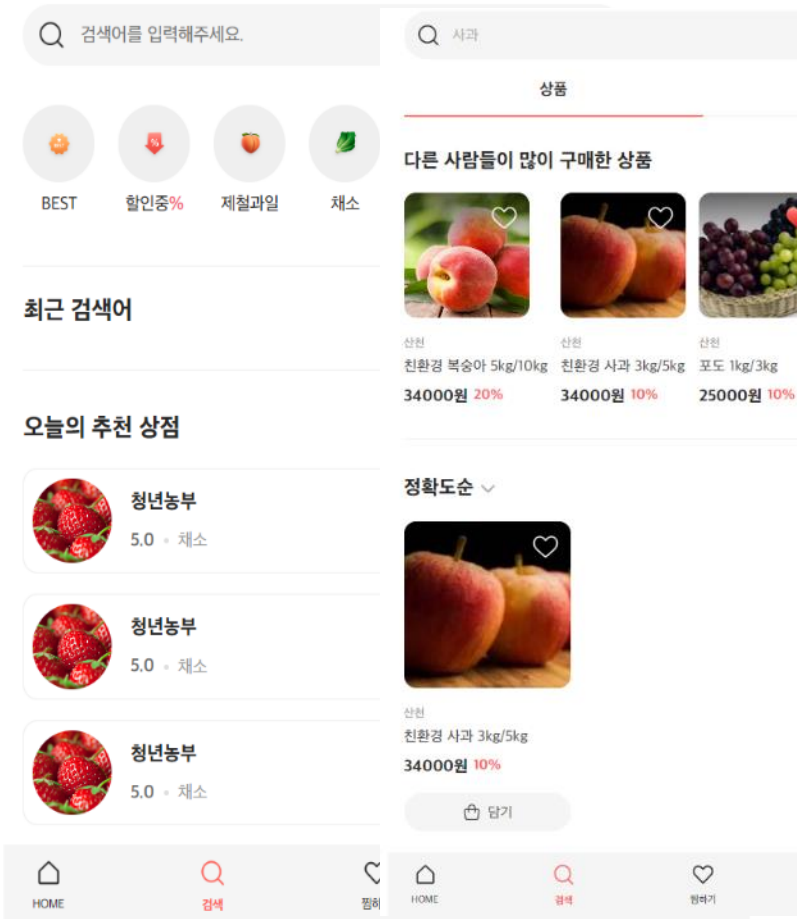 검색어를 입력해주세요.
BEST
할인중%
제철과일
채소
최근 검색어
오늘의 추천 상점
청년농부
5.0 채소
청년농부
5.0 채소
청년농부
5.0 채소
HOME
검색
사과
상품
다른 사람들이 많이 구매한 상품
산천
친환경 복숭아 5kg/10kg
34000원 20%
산천
친환경 사과 3kg/5kg
34000원 10%
산천
포도 1kg/3kg
25000원 10%
정확도순
산천
친환경 사과 3kg/5kg
34000원 10%
담기
HOME
검색
찜하기